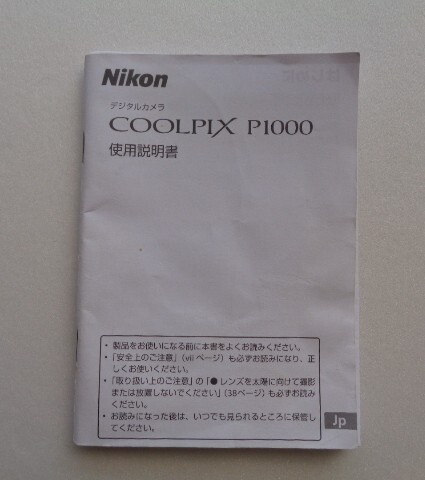 Nikon
デジタルカメラ
COOLPIX P1000
使用説明書
・製品をお使いになる前に本書をよくお読みください。
・「安全上のご注意」（viiページ）も必ずお読みになり、正
しくお使いください。
・「取り扱い上のご注意」の「● レンズを太陽に向けて撮影
または放置しないでください」（38ページ）も必ずお読み
ください。
・お読みになった後は、いつでも見られるところに保管し
てください。
Jp